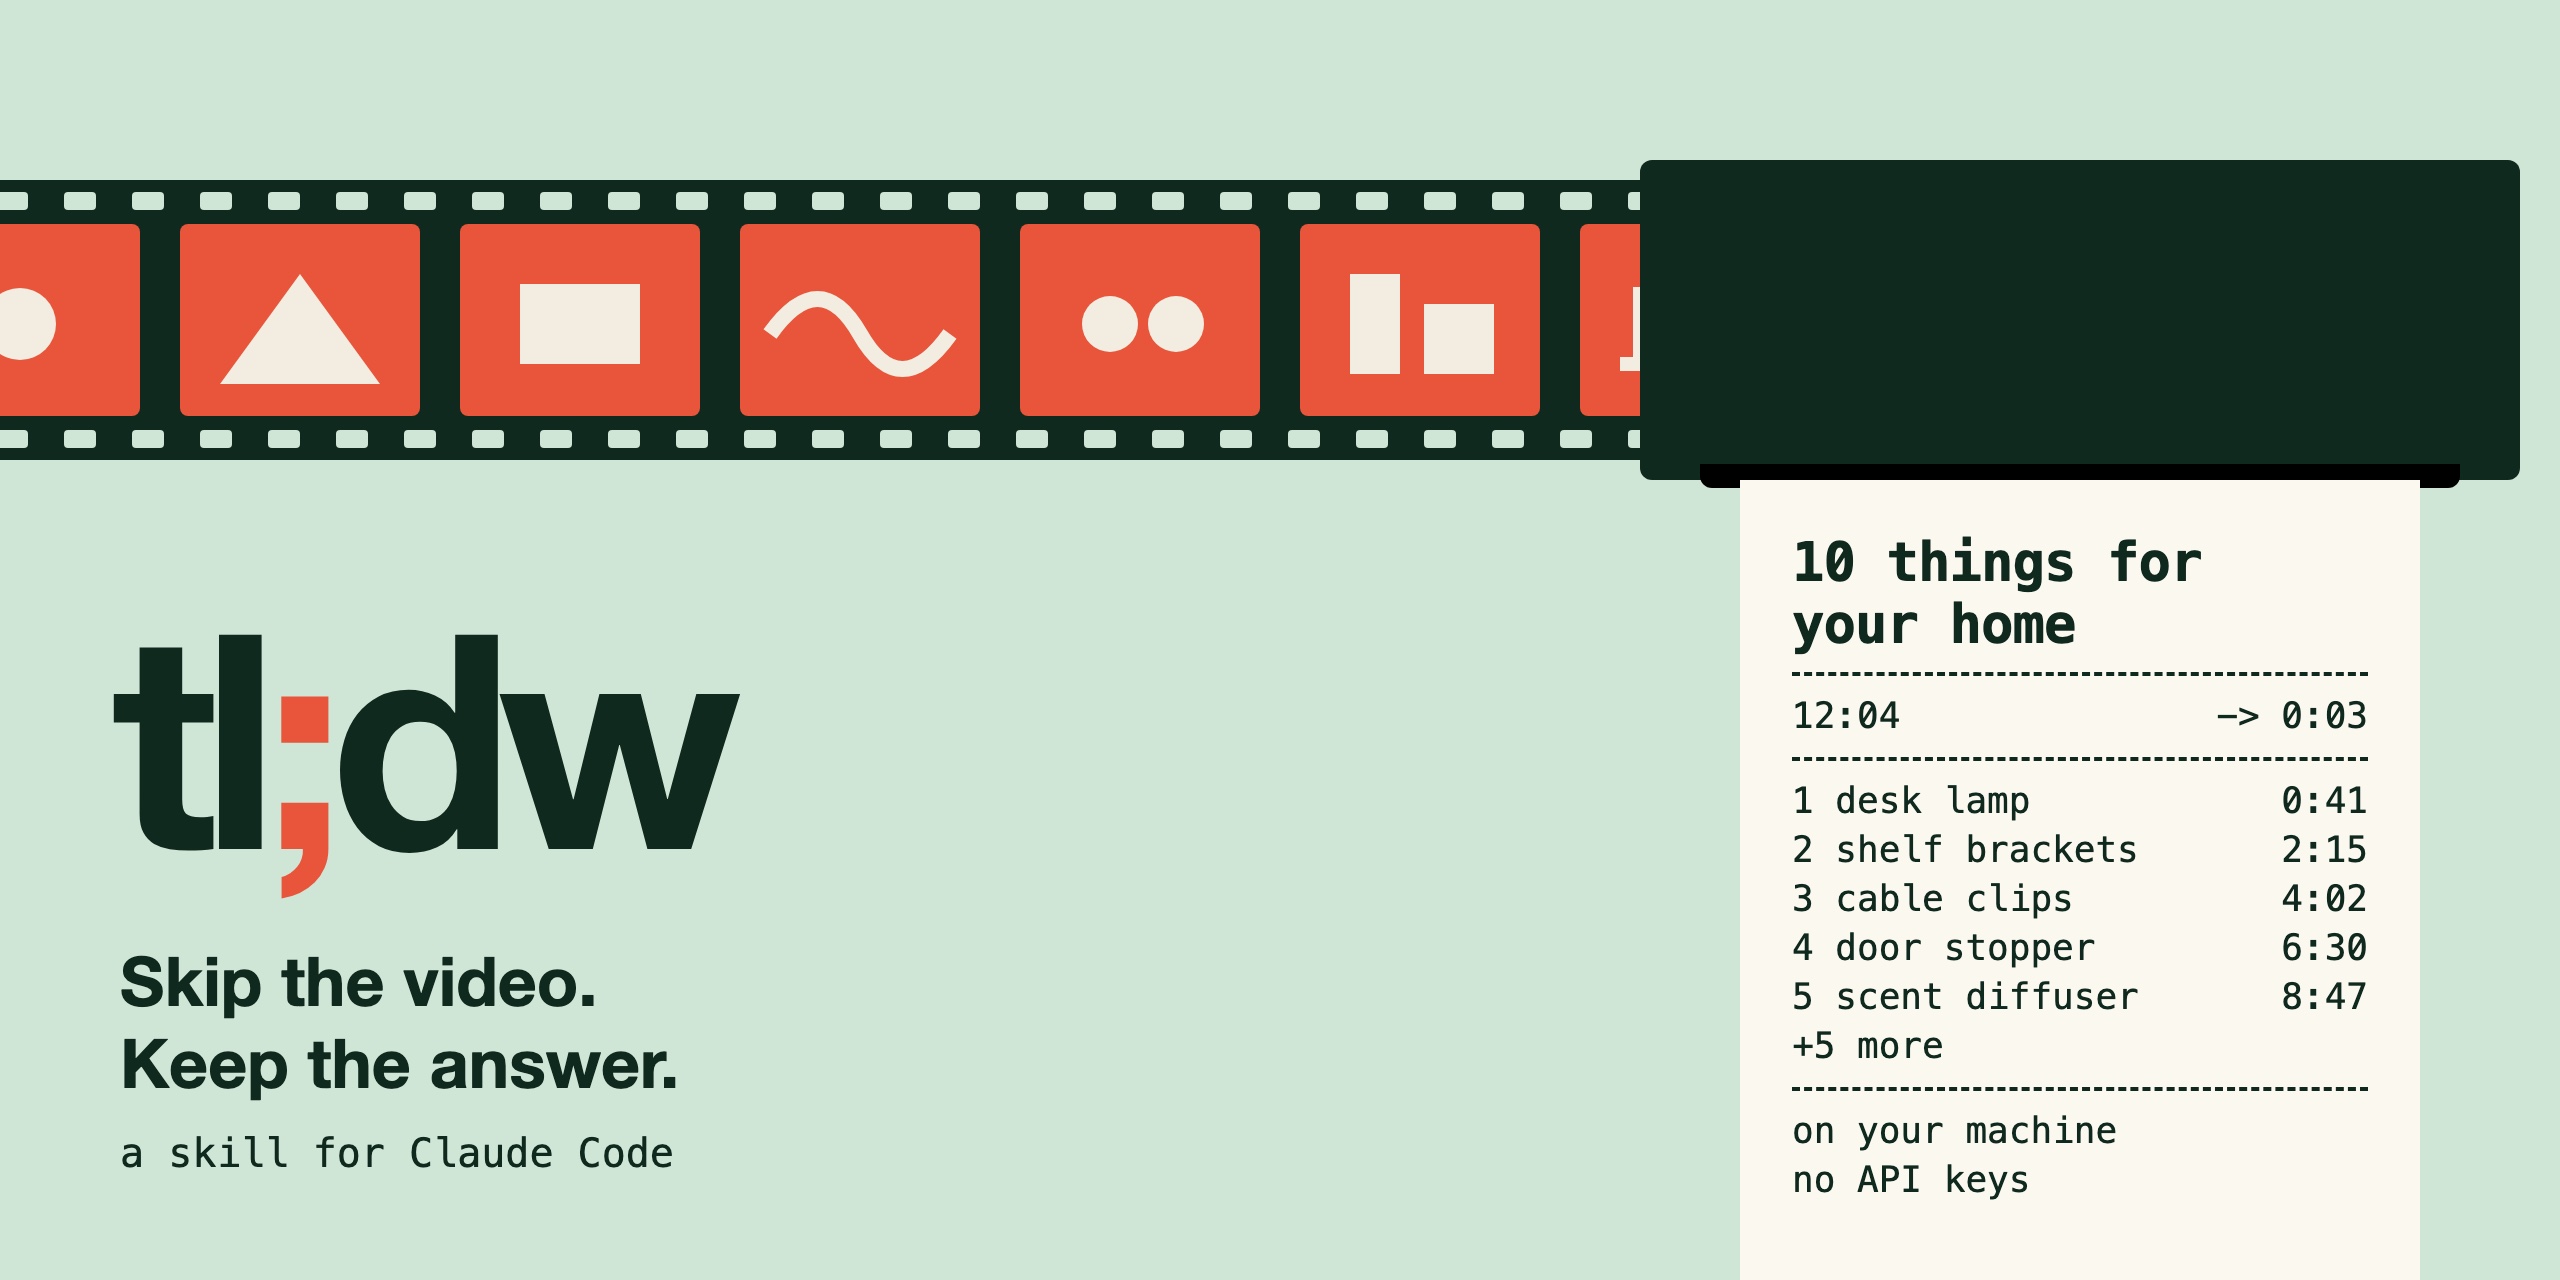 tl;dw
Skip the video.
Keep the answer.
a skill for Claude Code
10 things for
your home
12:04 —> 0:03
1 desk lamp 0:41
2 shelf brackets 2:15
3 cable clips 4:02
4 door stopper 6:30
5 scent diffuser 8:47
+5 more
on your machine
no API keys